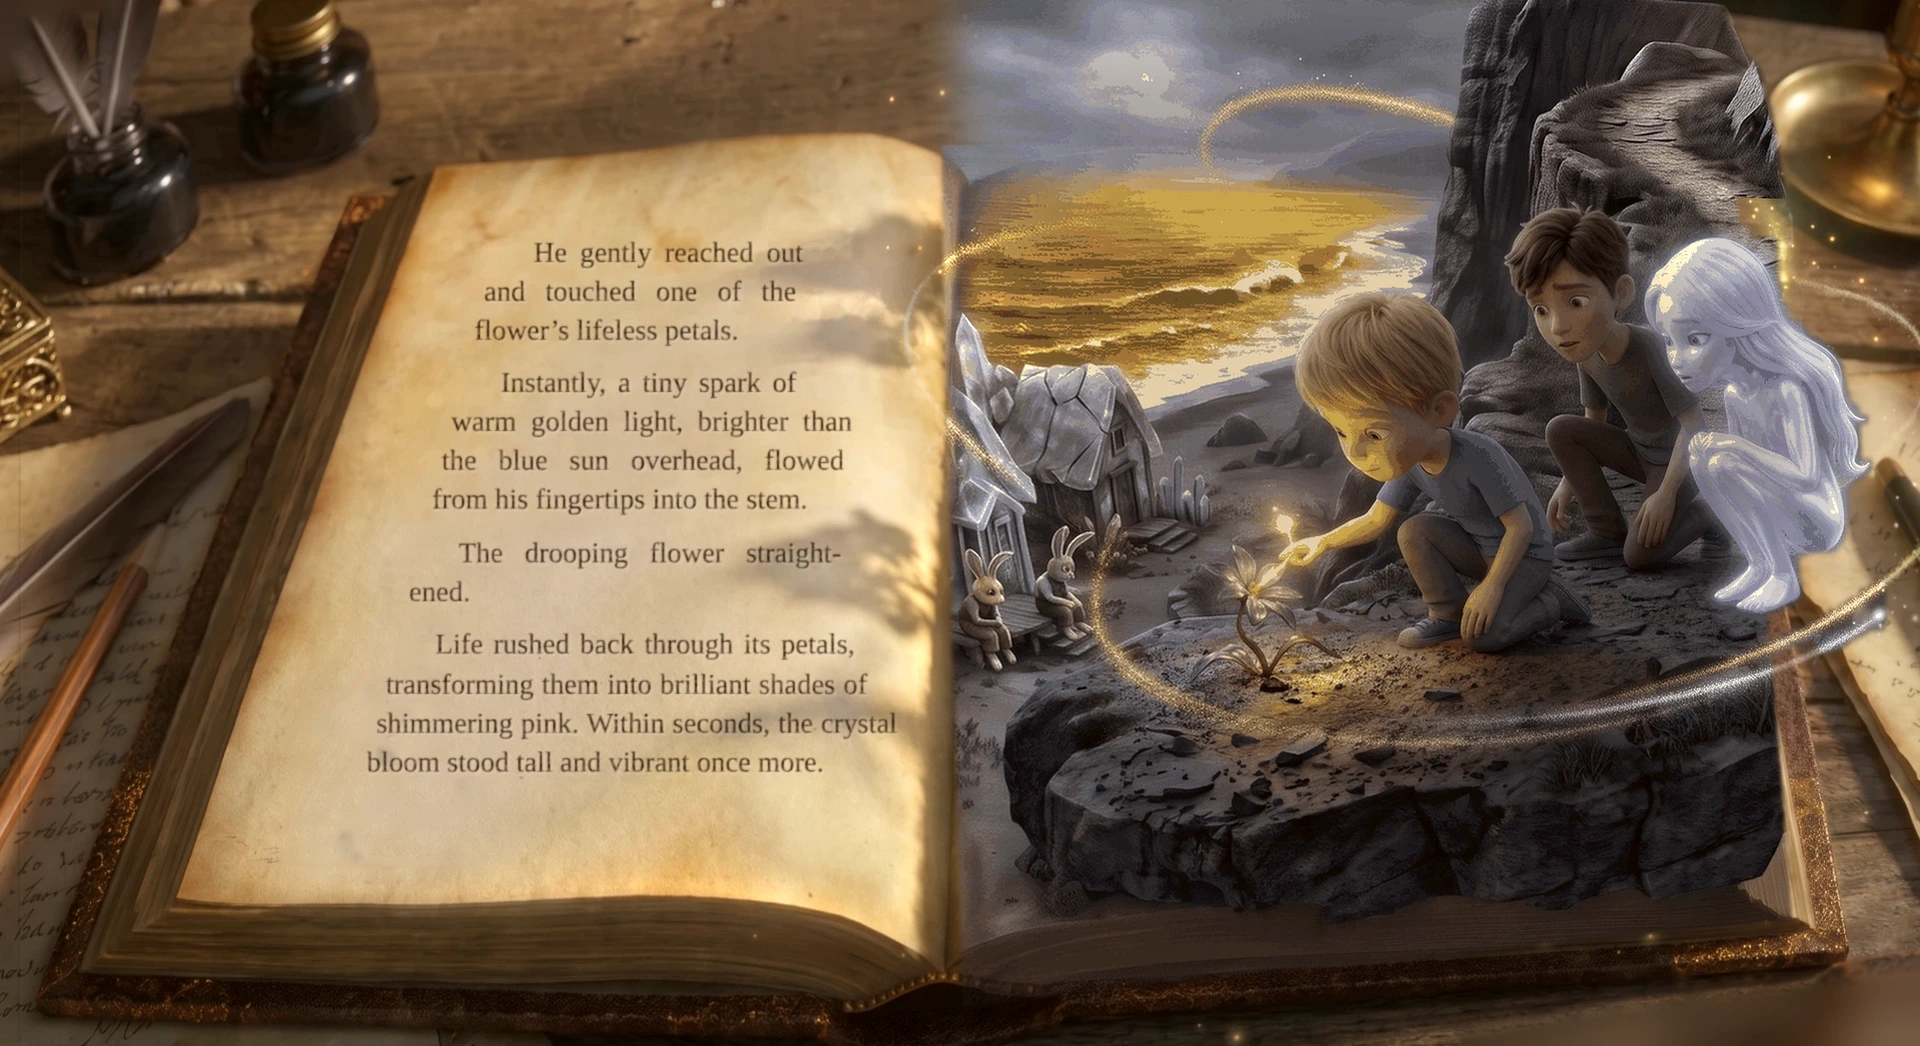 He gently reached out
and touched one of the
flower’s lifeless petals.
Instantly, a tiny spark of
warm golden light, brighter than
the blue sun overhead, flowed
from his fingertips into the stem.
The drooping flower straight-
ened.
Life rushed back through its petals,
transforming them into brilliant shades of
shimmering pink. Within seconds, the crystal
bloom stood tall and vibrant once more.